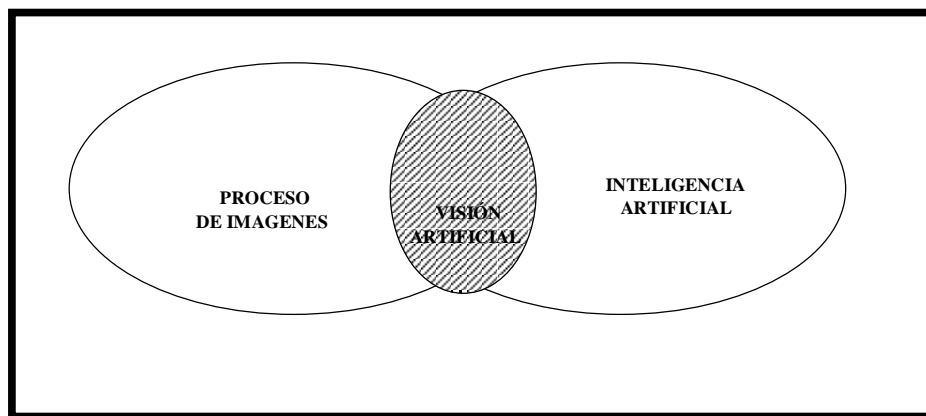 PROCESO
DE IMAGENES
VISIÓN
ARTIFICIAL
INTELIGENCIA
ARTIFICIAL